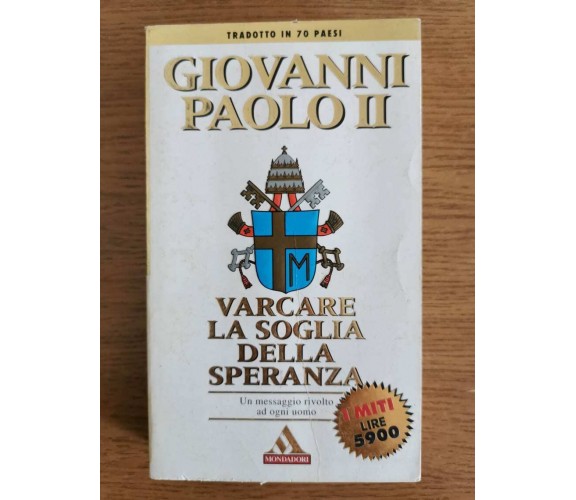 TRADOTTO IN 70 PAESI
GIOVANNI
PAOLO II
M
VARCARE
LA SOGLIA
DELLA
SPERANZA
Un messaggio rivolto
ad ogni uomo
I MITI
LIRE
5900
MONDADORI